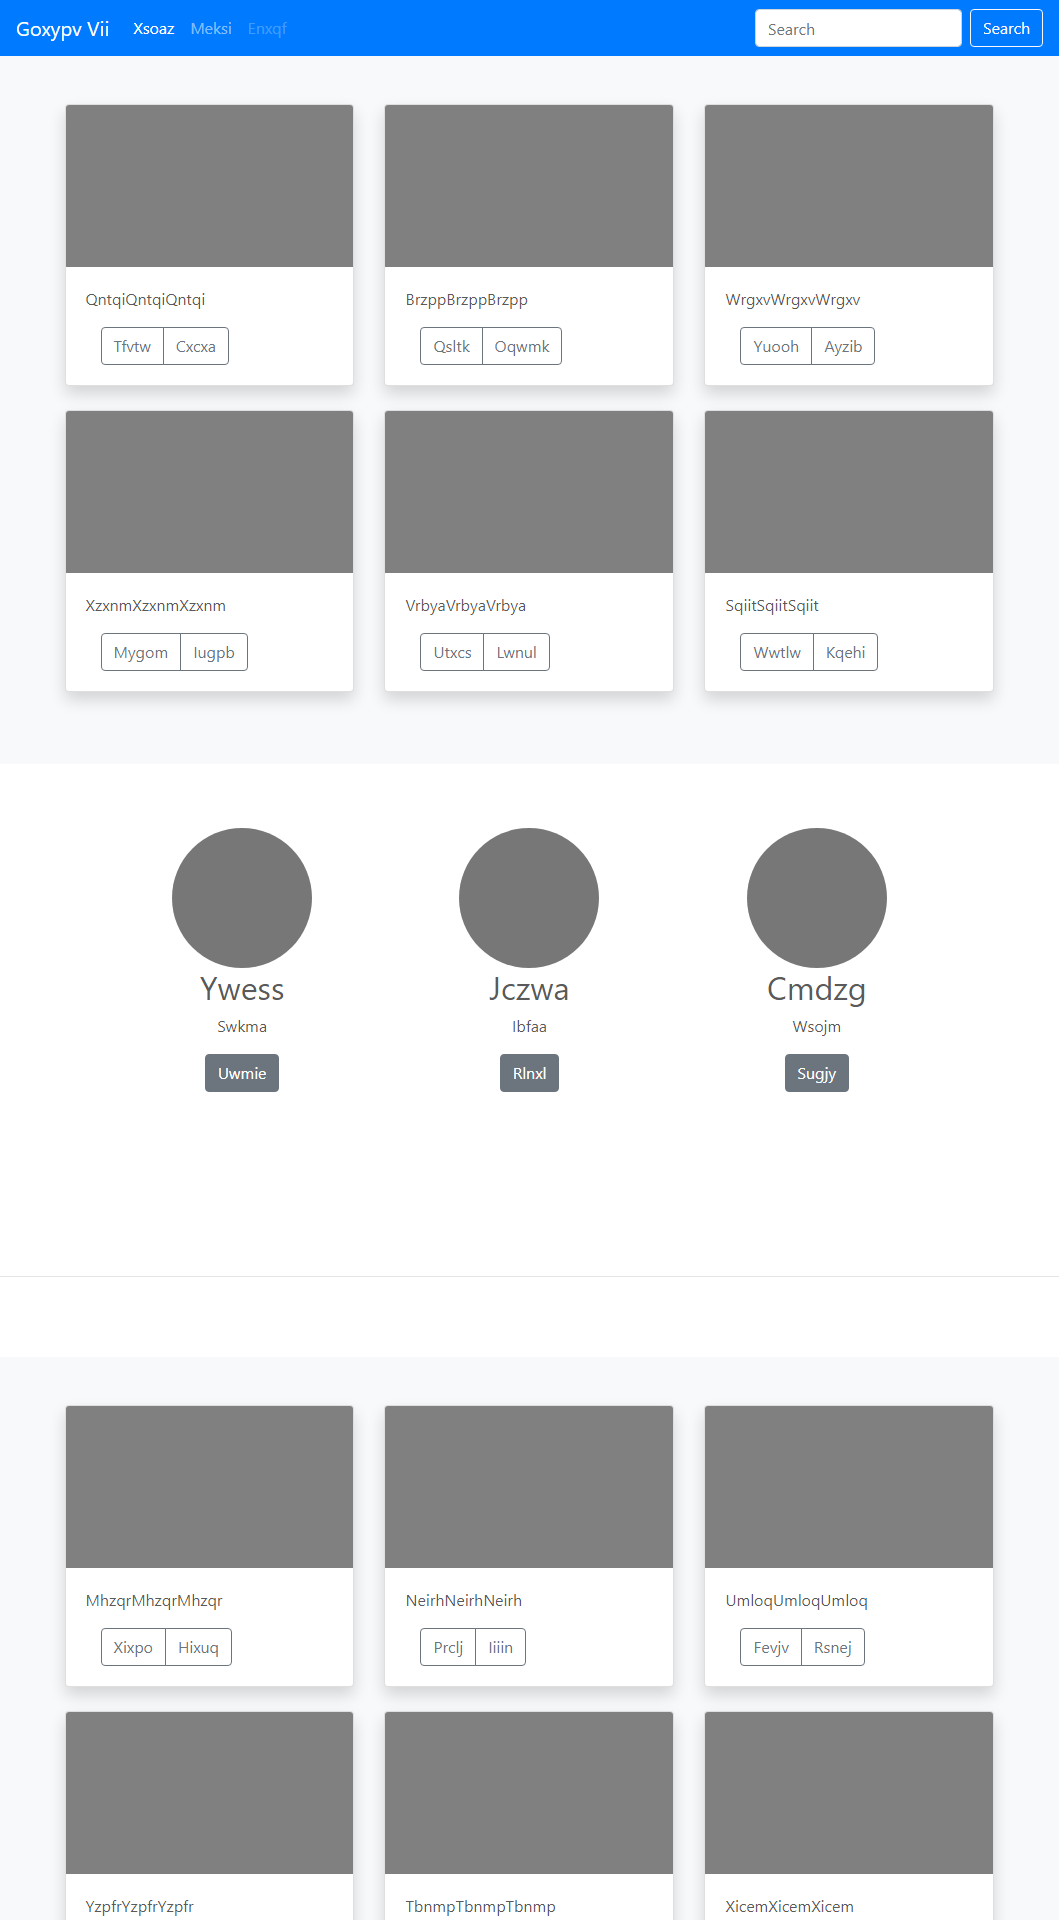 Goxypv Vii Xsoaz Meksi Enxqf Search Search
QntqiQntqiQntqi BrzppBrzppBrzpp WrgxvWrgxvWrgxv
Tfvtw Cxcxa Qsltk Oqwmk Yuooh Ayzib
XzxnmXzxnmXzxnm VrbyaVrbyaVrbya SqiitSqiitSqiit
Mygom Iugpb Utxcs Lwnul Wwtlw Kqehi
Ywess Jczwa Cmdzg
Swkma Ibfaa Wsojm
Uwmie Rlnxl Sugjy
MhzqrMhzqrMhzqr NeirhNeirhNeirh UmloqUmloqUmloq
Xixpo Hixuq Prclj Iiiin Fevjv Rsnej
YzpfrYzpfrYzpfr TbnmpTbnmpTbnmp XicemXicemXicem